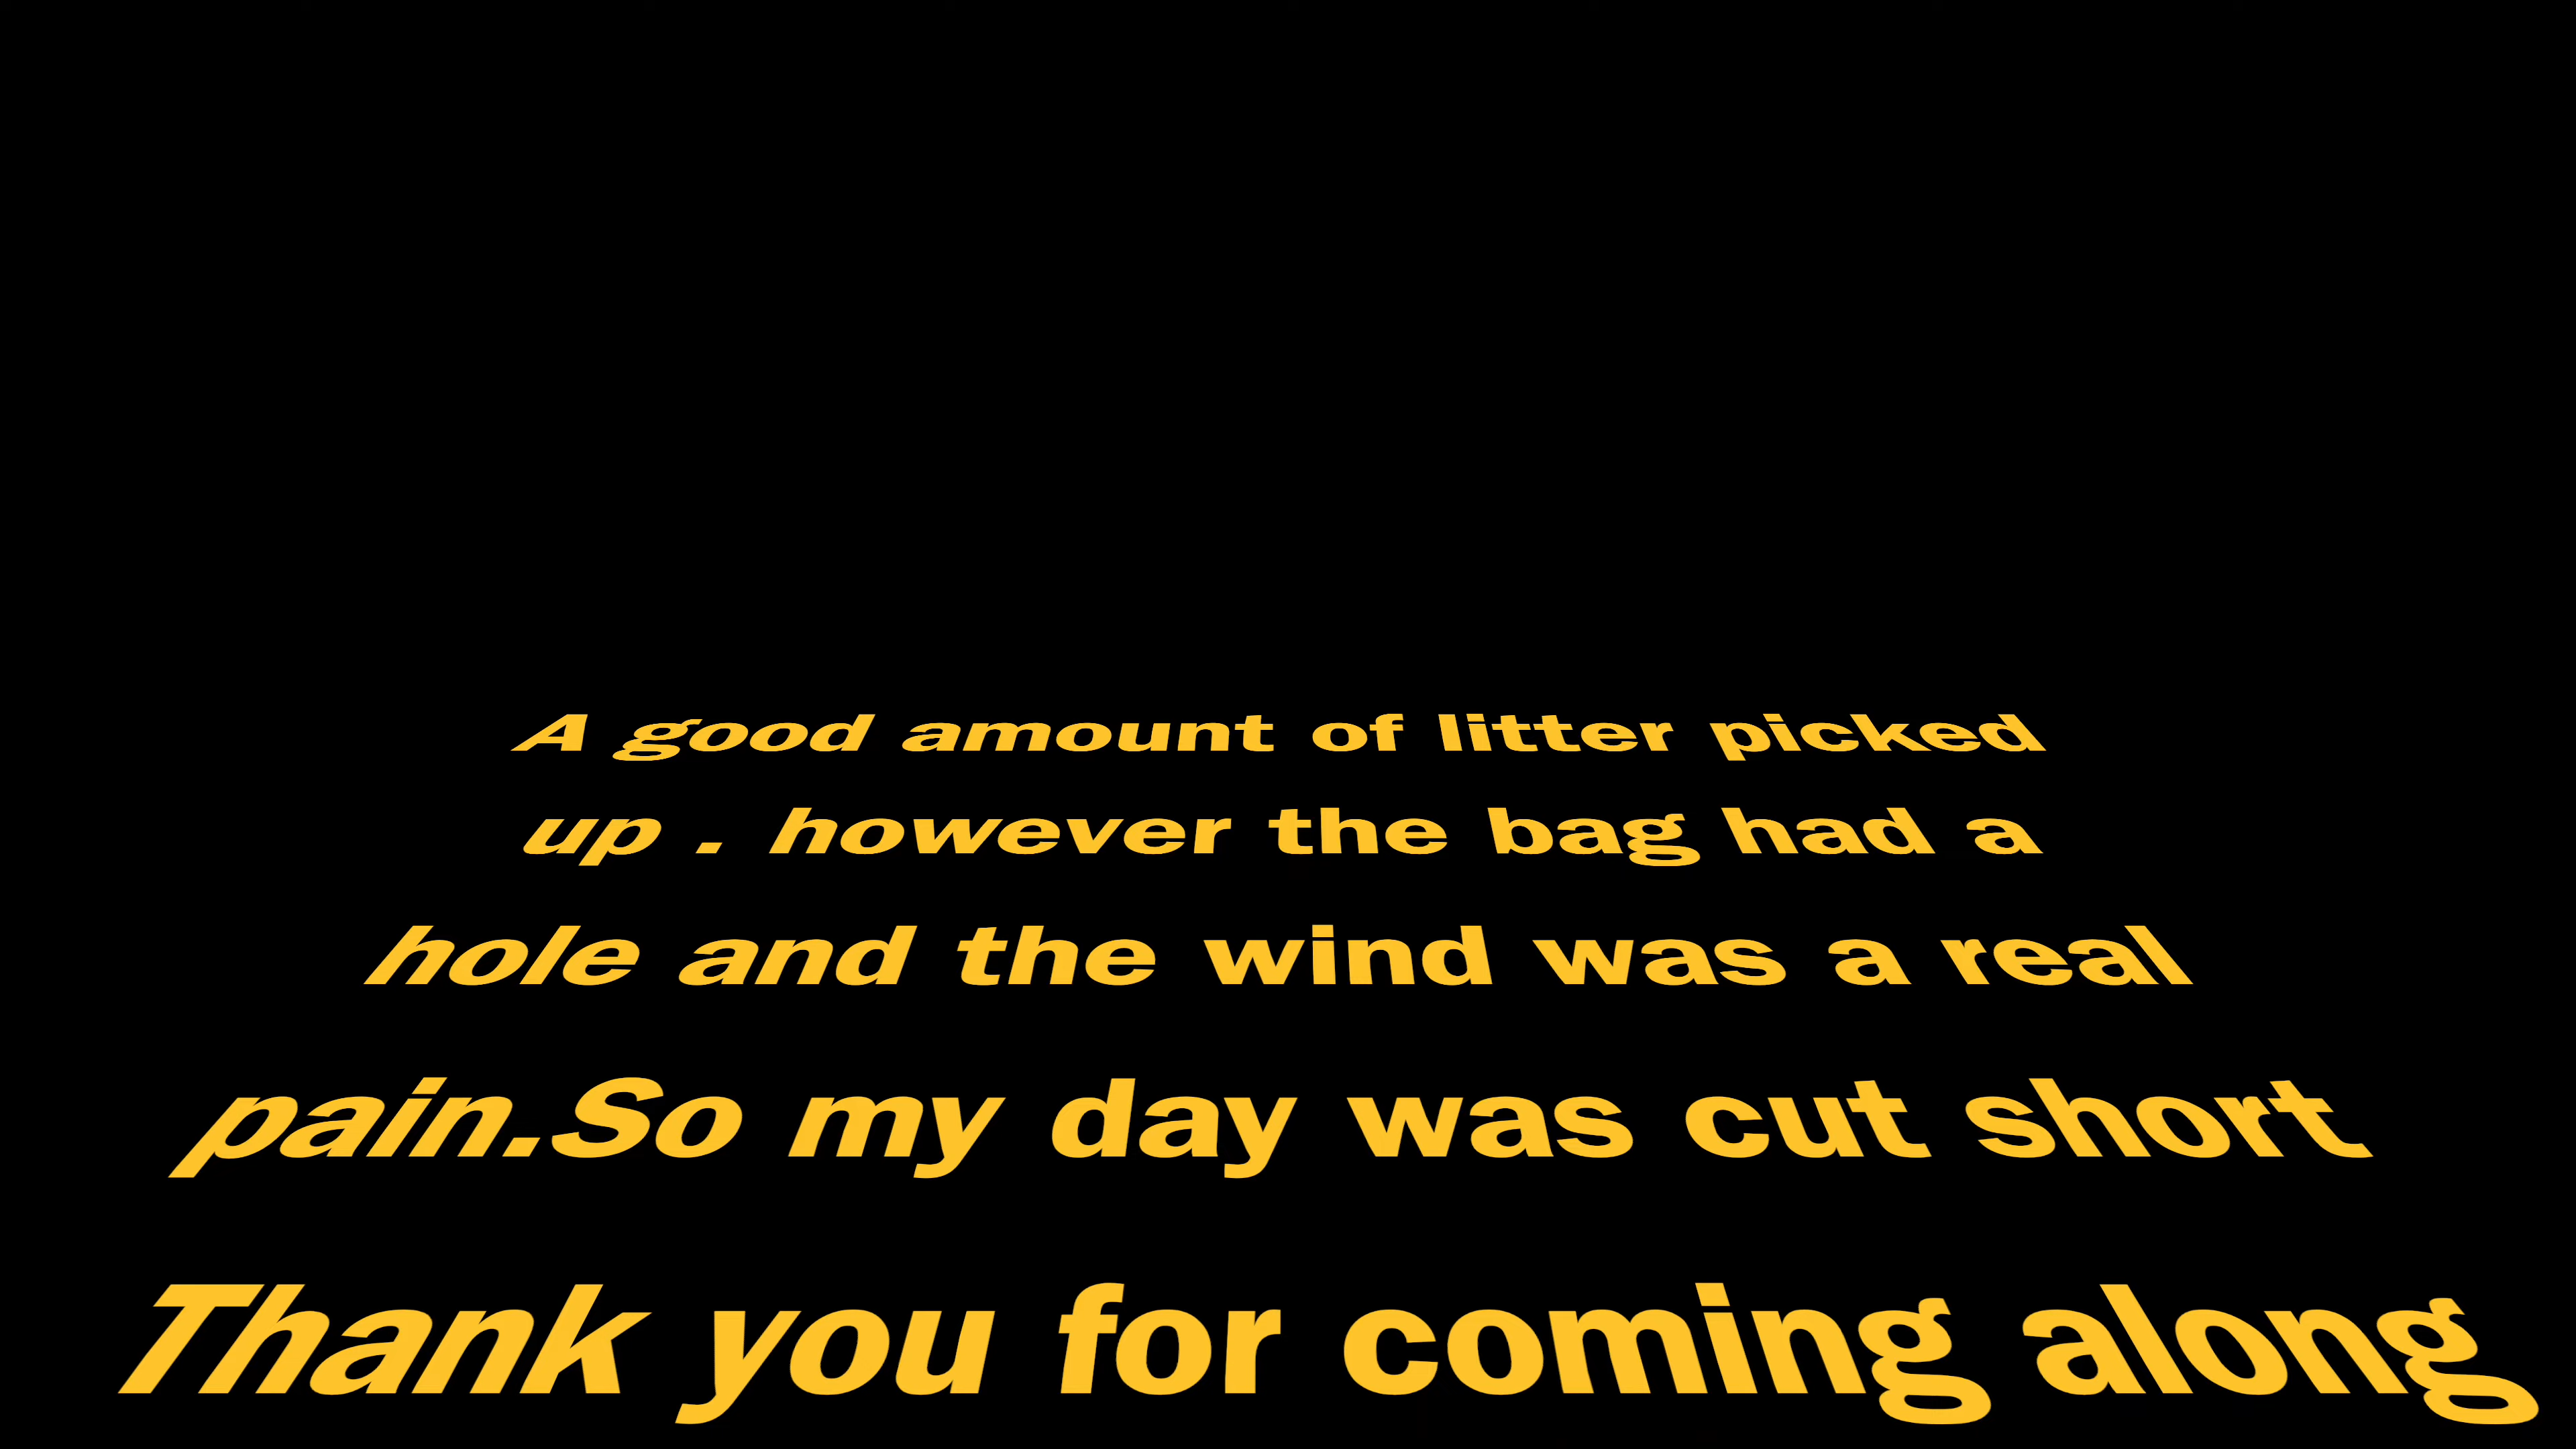 A good amount of litter picked
up . however the bag had a
hole and the wind was a real
pain.So my day was cut short
Thank you for coming along